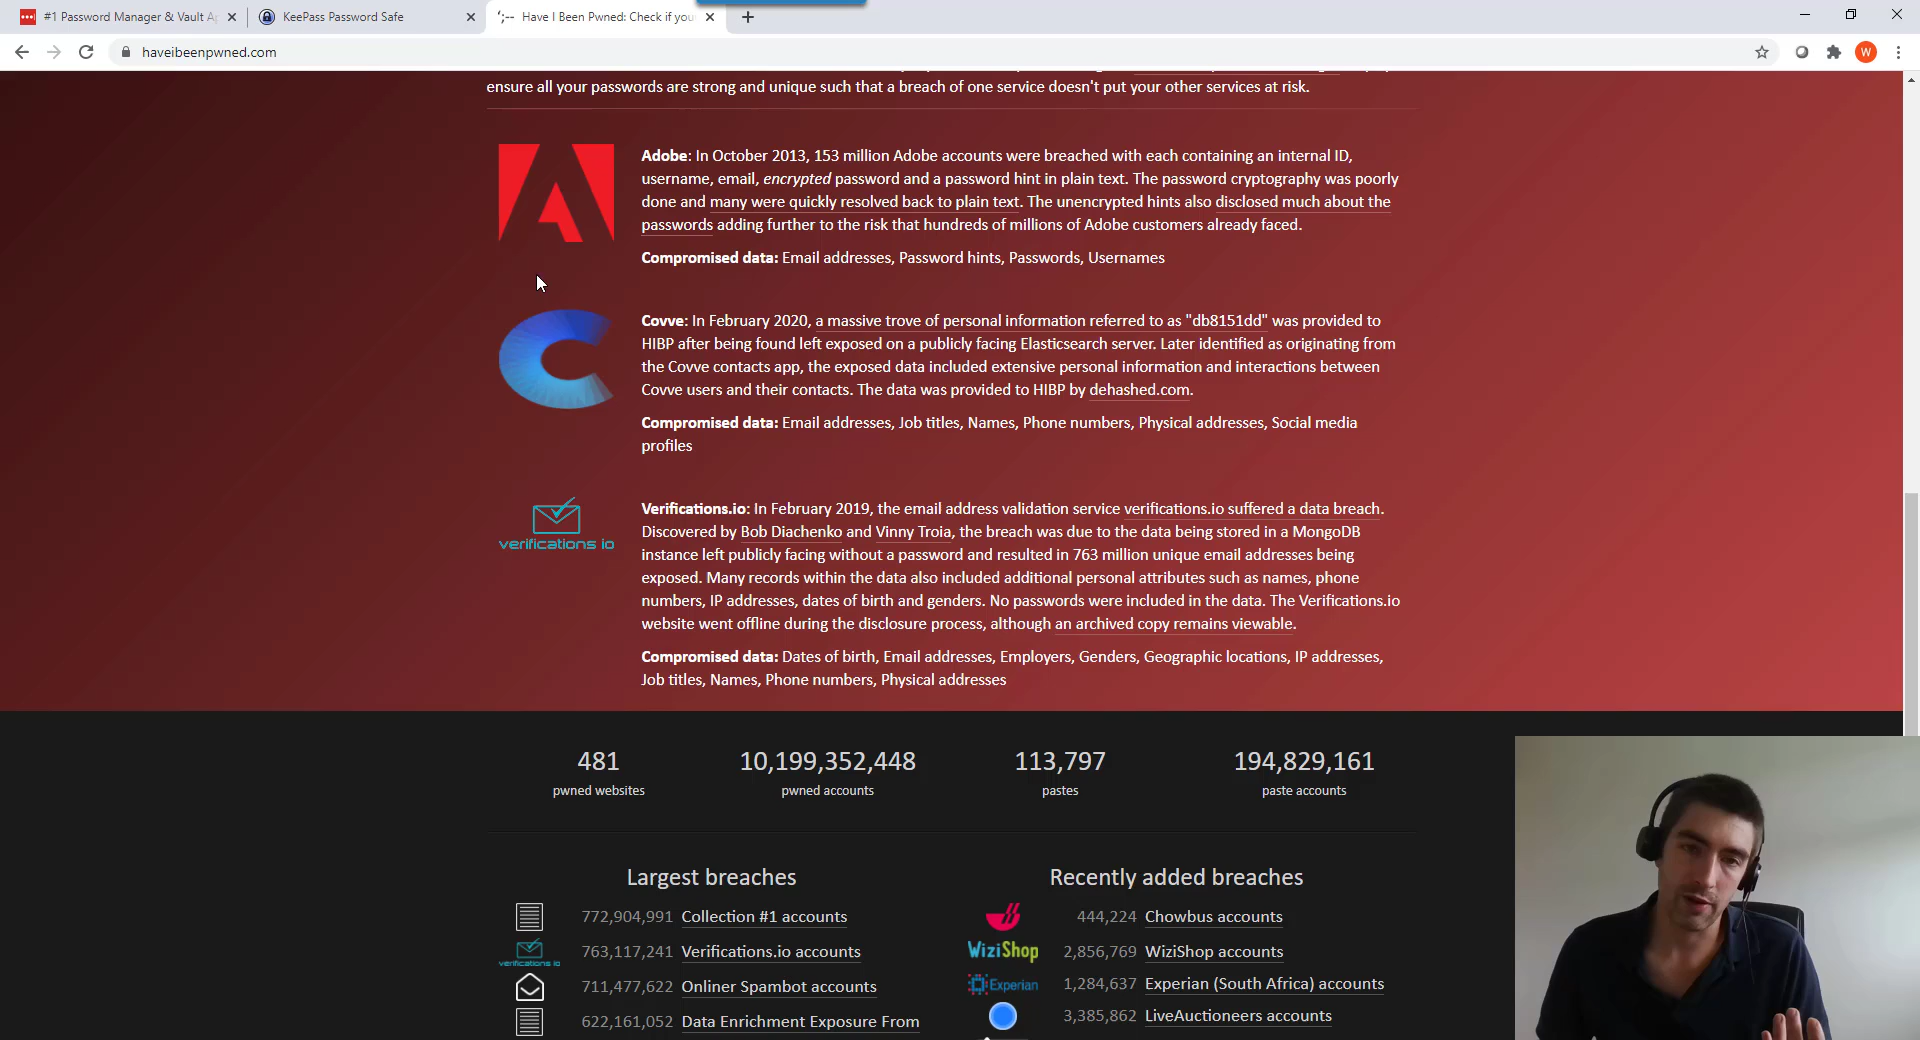 #1 Password Manager & Vault Ap
KeePass Password Safe
Have I Been Pwned: Check if you
haveibeenpwned.com
W
ensure all your passwords are strong and unique such that a breach of one service doesn't put your other services at risk.
Adobe: In October 2013, 153 million Adobe accounts were breached with each containing an internal ID,
username, email, encrypted password and a password hint in plain text. The password cryptography was poorly
done and many were quickly resolved back to plain text. The unencrypted hints also disclosed much about the
passwords adding further to the risk that hundreds of millions of Adobe customers already faced.
Compromised data: Email addresses, Password hints, Passwords, Usernames
Covve: In February 2020, a massive trove of personal information referred to as "db8151dd" was provided to
HIBP after being found left exposed on a publicly facing Elasticsearch server. Later identified as originating from
the Covve contacts app, the exposed data included extensive personal information and interactions between
Covve users and their contacts. The data was provided to HIBP by dehashed.com.
Compromised data: Email addresses, Job titles, Names, Phone numbers, Physical addresses, Social media
profiles
verifications io
Verifications.io: In February 2019, the email address validation service verifications.io suffered a data breach.
Discovered by Bob Diachenko and Vinny Troia, the breach was due to the data being stored in a MongoDB
instance left publicly facing without a password and resulted in 763 million unique email addresses being
exposed. Many records within the data also included additional personal attributes such as names, phone
numbers, IP addresses, dates of birth and genders. No passwords were included in the data. The Verifications.io
website went offline during the disclosure process, although an archived copy remains viewable.
Compromised data: Dates of birth, Email addresses, Employers, Genders, Geographic locations, IP addresses,
Job titles, Names, Phone numbers, Physical addresses
481
pwned websites
10,199,352,448
pwned accounts
113,797
pastes
194,829,161
paste accounts
Largest breaches
772,904,991 Collection #1 accounts
verifications io
763,117,241 Verifications.io accounts
711,477,622 Onliner Spambot accounts
622,161,052 Data Enrichment Exposure From
Recently added breaches
444,224 Chowbus accounts
WiziShop
2,856,769 WiziShop accounts
Experian
1,284,637 Experian (South Africa) accounts
3,385,862 LiveAuctioneers accounts